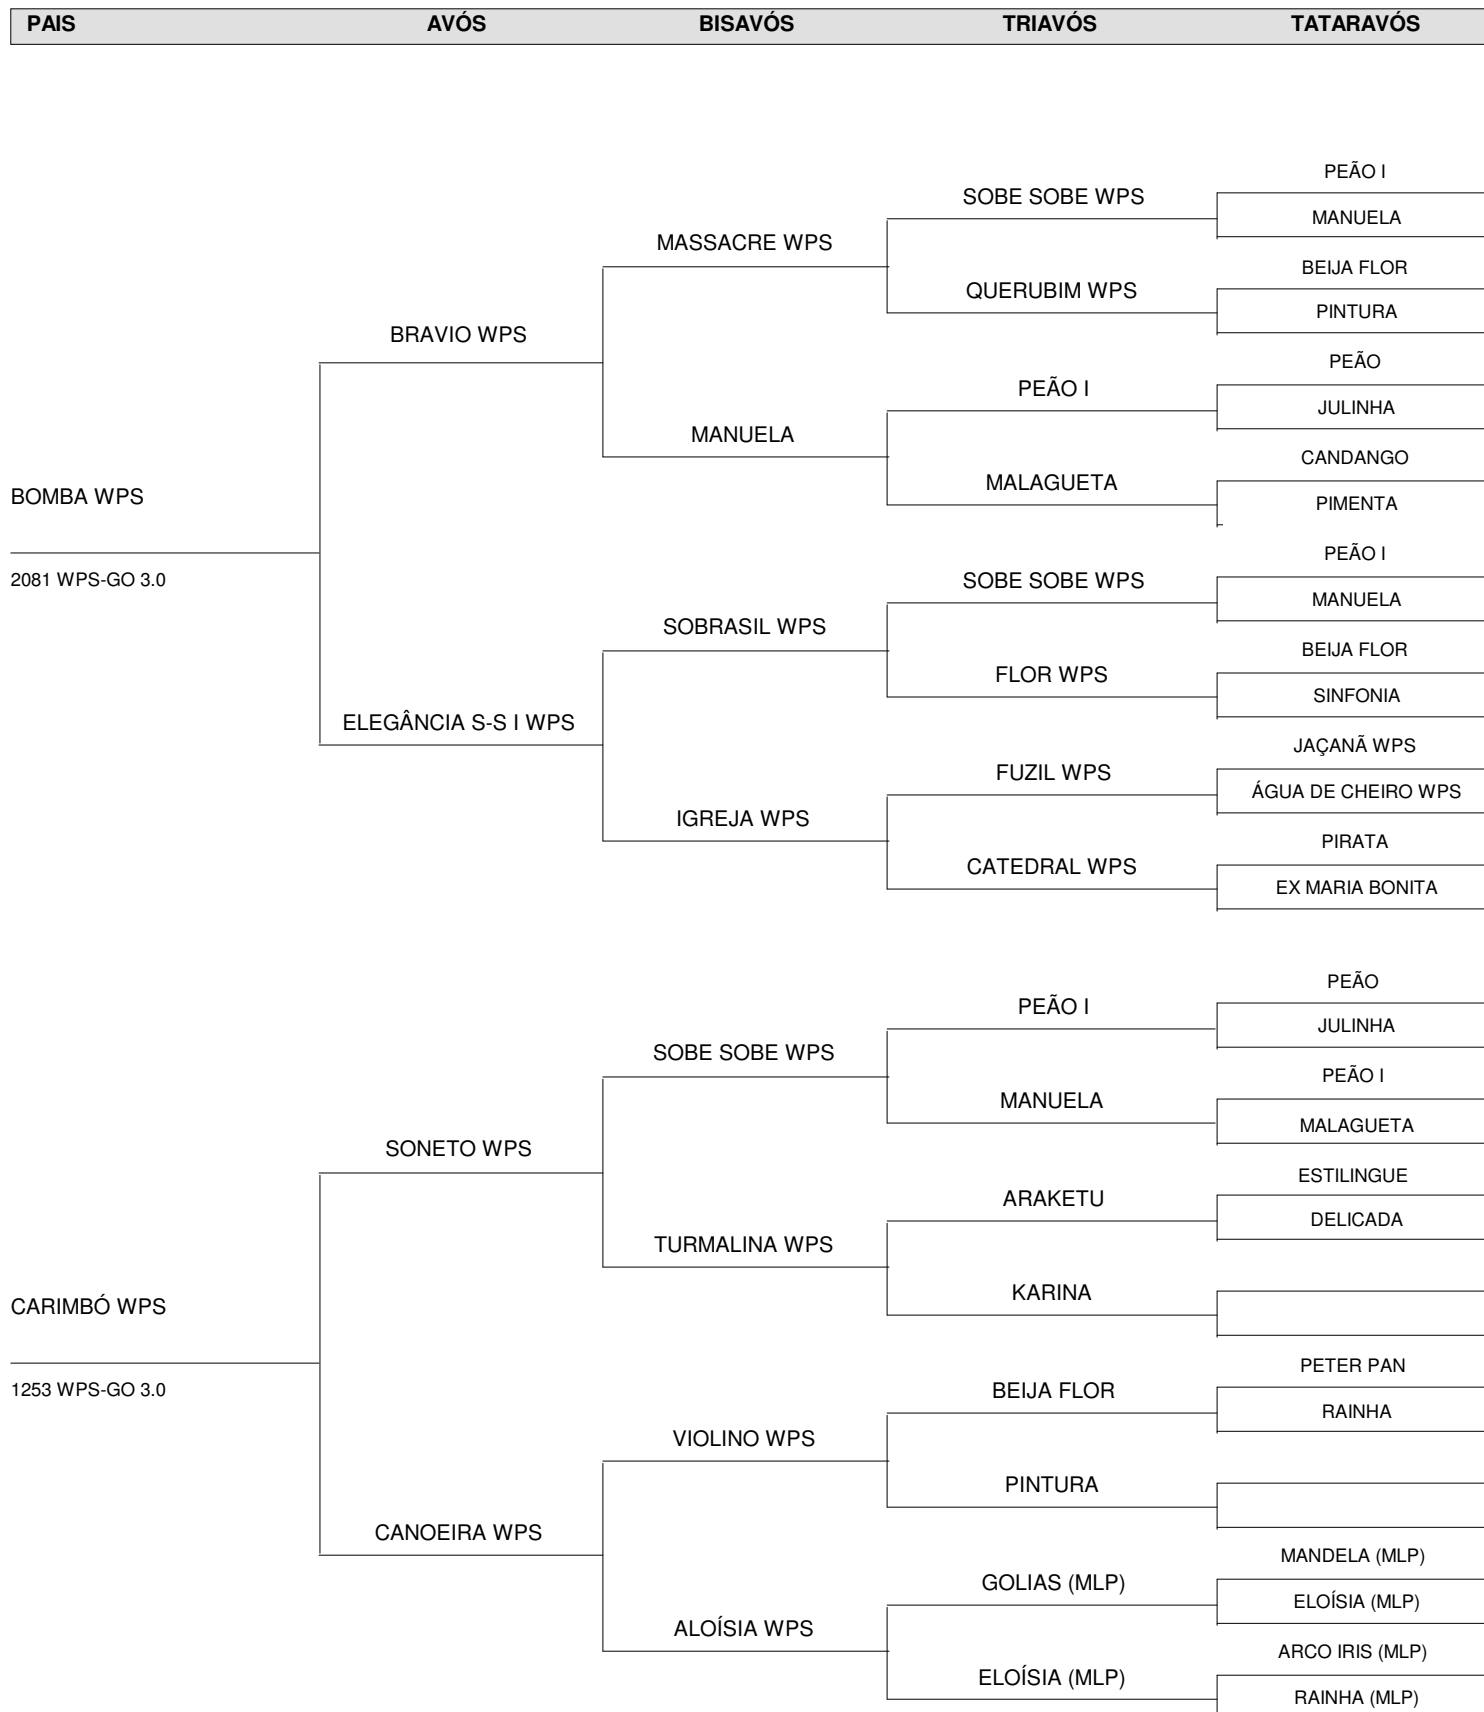 PAIS AVÓS BISAVÓS TRIAVÓS TATARAVÓS
PEÃO I
SOBE SOBE WPS
MANUELA
MASSACRE WPS
BEIJA FLOR
QUERUBIM WPS
PINTURA
BRAVIO WPS
PEÃO
PEÃO I
JULINHA
MANUELA
CANDANGO
MALAGUETA
BOMBA WPS
PIMENTA
PEÃO I
2081 WPS-GO 3.0
SOBE SOBE WPS
MANUELA
SOBRASIL WPS
BEIJA FLOR
FLOR WPS
SINFONIA
ELEGÂNCIA S-S I WPS
JAÇANÃ WPS
FUZIL WPS
ÁGUA DE CHEIRO WPS
IGREJA WPS
PIRATA
CATEDRAL WPS
EX MARIA BONITA
PEÃO
PEÃO I
JULINHA
SOBE SOBE WPS
PEÃO I
MANUELA
MALAGUETA
SONETO WPS
ESTILINGUE
ARAKETU
DELICADA
TURMALINA WPS
KARINA
CARIMBÓ WPS
PETER PAN
1253 WPS-GO 3.0
BEIJA FLOR
RAINHA
VIOLINO WPS
PINTURA
CANOEIRA WPS
MANDELA (MLP)
GOLIAS (MLP)
ELOÍSIA (MLP)
ALOÍSIA WPS
ARCO IRIS (MLP)
ELOÍSIA (MLP)
RAINHA (MLP)